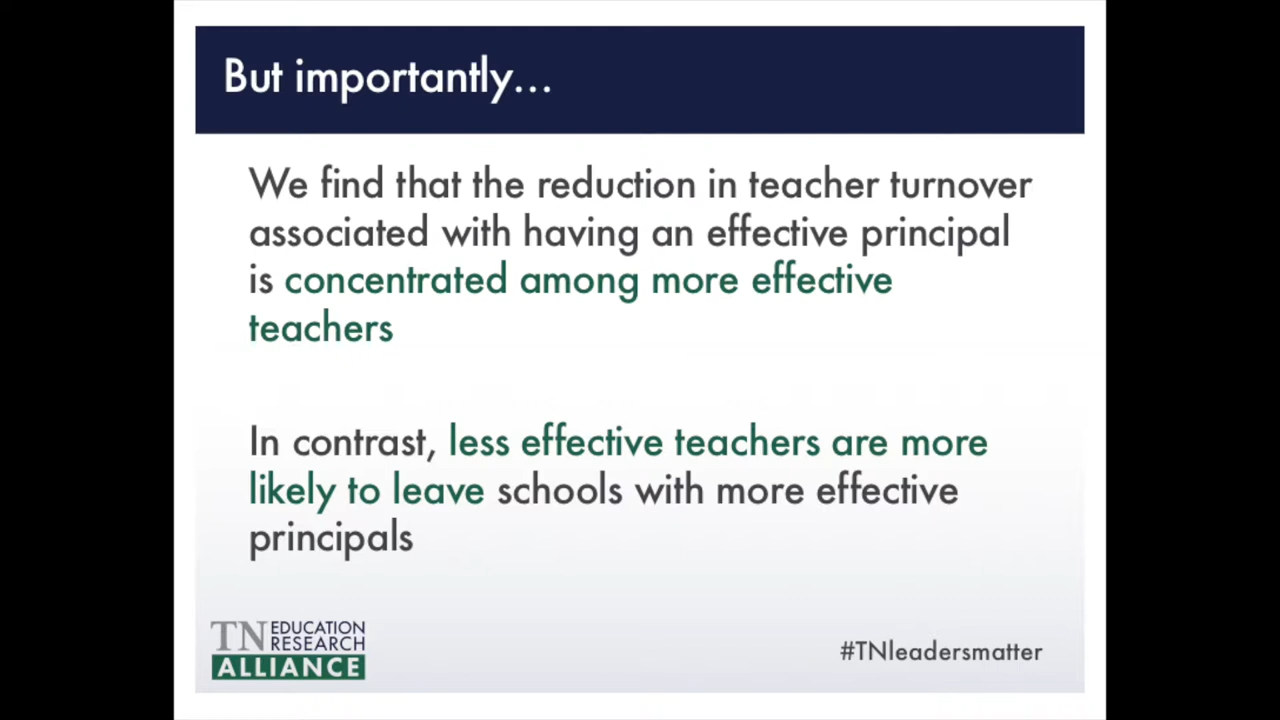 But importantly...
We find that the reduction in teacher turnover
associated with having an effective principal
is concentrated among more effective
teachers
In contrast, less effective teachers are more
likely to leave schools with more effective
principals
TN EDUCATION
RESEARCH
ALLIANCE
#TNleadersmatter